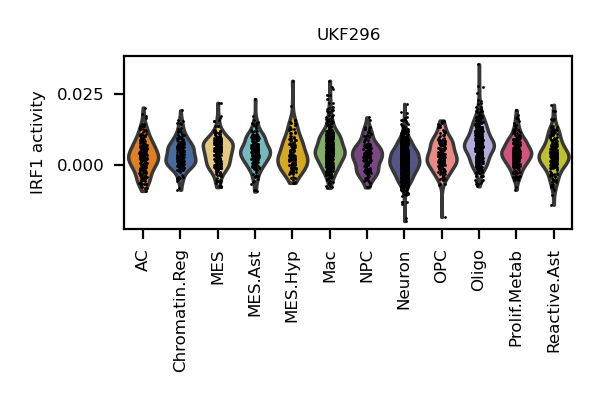 UKF296
IRF1 activity
0.025
0.000
AC
Chromatin.Reg
MES
MES.Ast
MES.Hyp
Mac
NPC
Neuron
OPC
Oligo
Prolif.Metab
Reactive.Ast